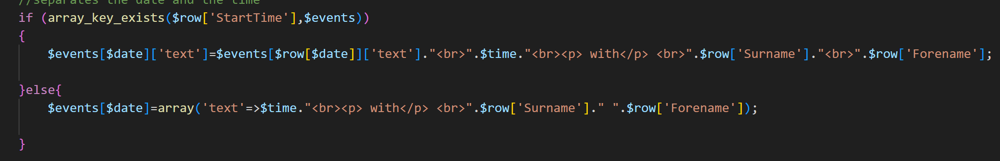 //separates the date and the time
if (array_key_exists($row['StartTime'],$events))
{
$events[$date]['text']=$events[$row[$date]]['text']."<br>".$time."<br><p> with</p> <br>".$row['Surname']."<br>".$row['Forename'];
}else{
$events[$date]=array('text'=>$time."<br><p> with</p> <br>".$row['Surname']." ".$row['Forename']);
}